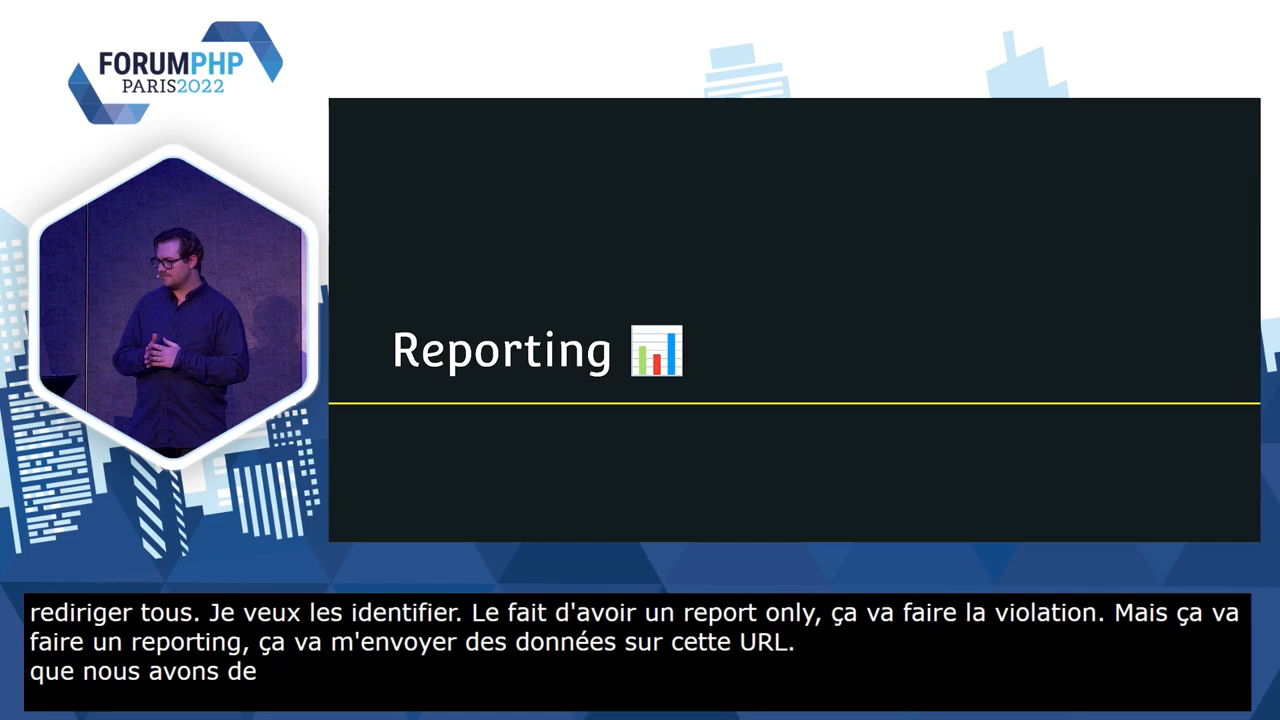 FORUMPHP
PARIS2022
Reporting
rediriger tous. Je veux les identifier. Le fait d'avoir un report only, ça va faire la violation. Mais ça va
faire un reporting, ça va m'envoyer des données sur cette URL.
que nous avons de